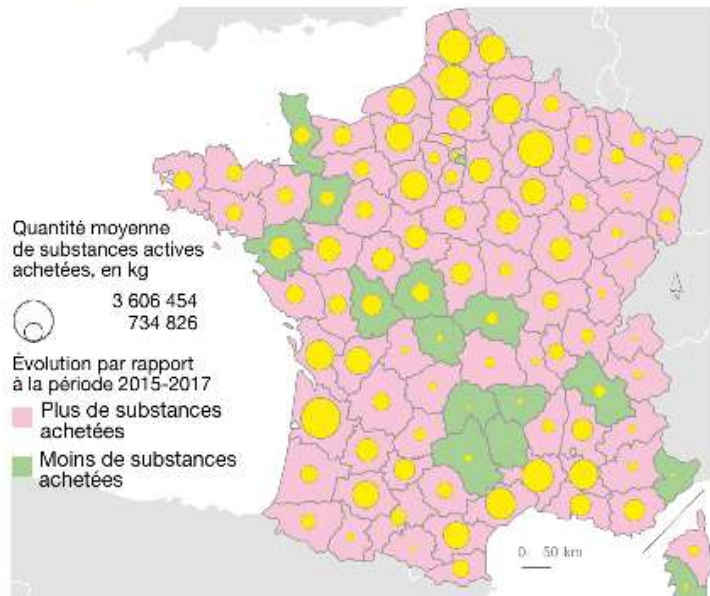 Quantité moyenne
de substances actives
achetées, en kg
3 606 454
734 826
Évolution par rapport
à la période 2015-2017
Plus de substances
achetées
Moins de substances
achetées
0 50 km